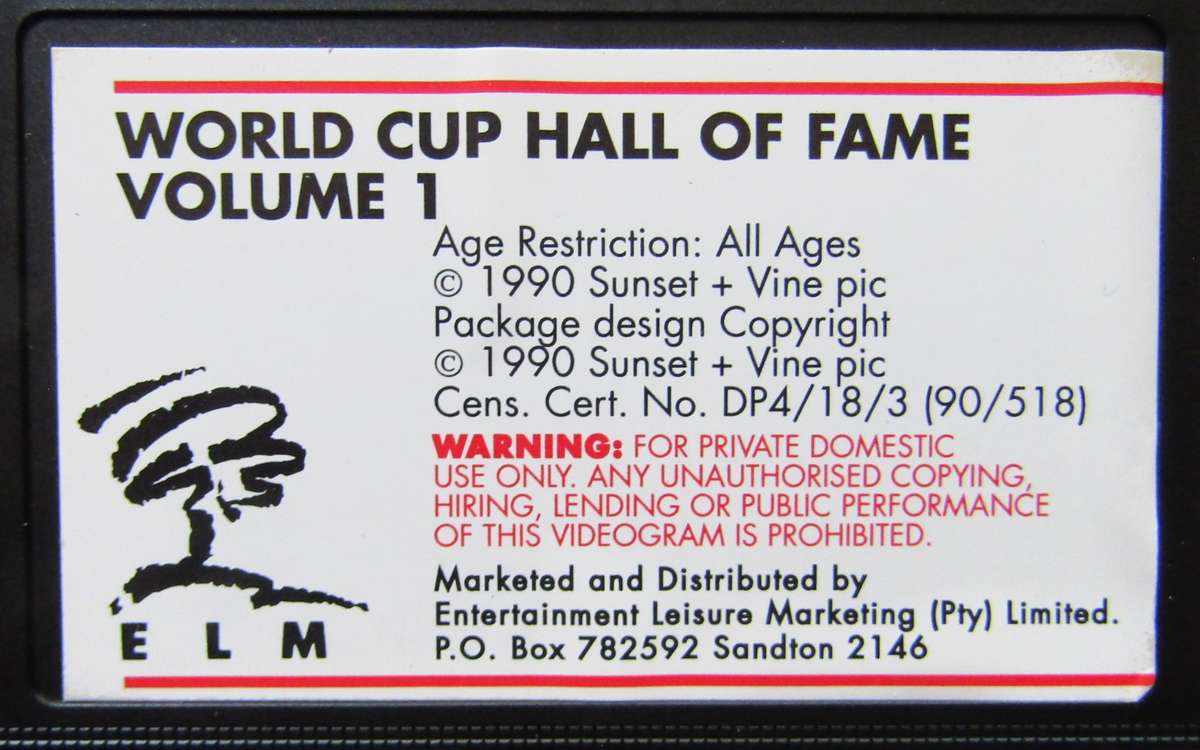 WORLD CUP HALL OF FAME
VOLUME 1
Age Restriction: All Ages
© 1990 Sunset + Vine pic
Package design Copyright
© 1990 Sunset + Vine pic
Cens. Cert. No. DP4/18/3 (90/518)
WARNING: FOR PRIVATE DOMESTIC
USE ONLY. ANY UNAUTHORISED COPYING,
HIRING, LENDING OR PUBLIC PERFORMANCE
OF THIS VIDEOGRAM IS PROHIBITED.
Marketed and Distributed by
Entertainment Leisure Marketing (Pty) Limited.
P.O. Box 782592 Sandton 2146
ELM